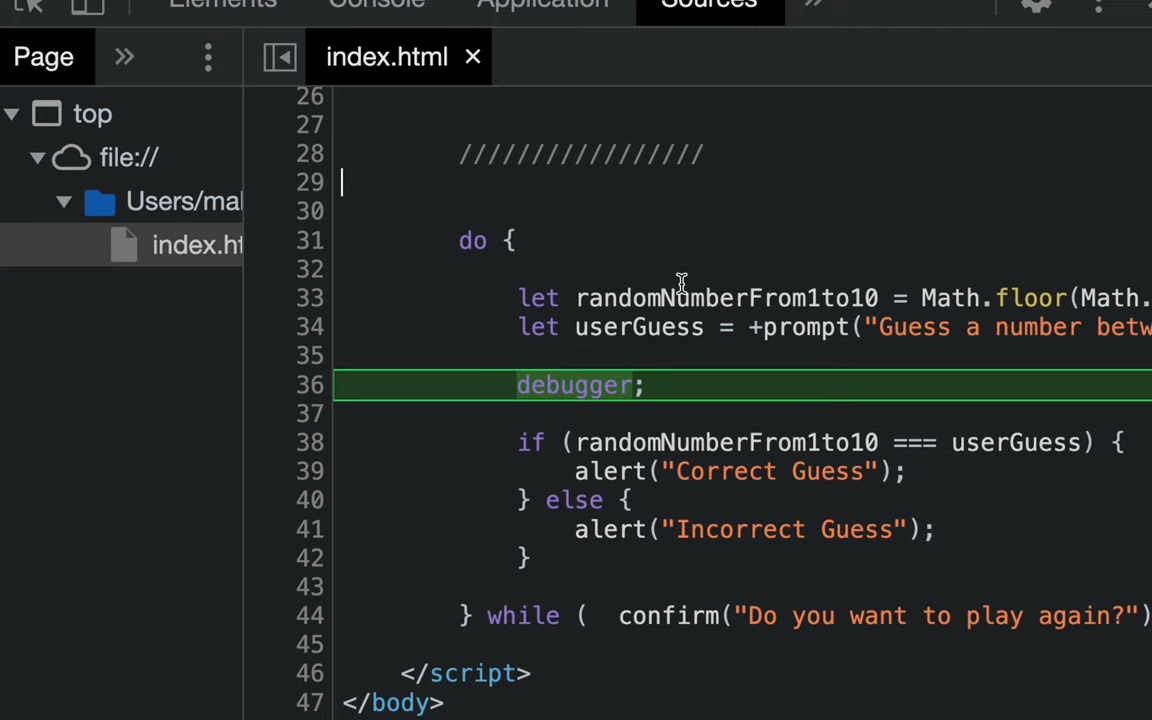 Elements Console Application Sources »
Page » index.html ×
top
file://
Users/mal
index.ht
26
27
28 /////////////////
29
30
31 do {
32
33 let randomNumberFrom1to10 = Math.floor(Math.
34 let userGuess = +prompt("Guess a number betw
35
36 debugger;
37
38 if (randomNumberFrom1to10 === userGuess) {
39 alert("Correct Guess");
40 } else {
41 alert("Incorrect Guess");
42 }
43
44 } while ( confirm("Do you want to play again?")
45
46 </script>
47 </body>